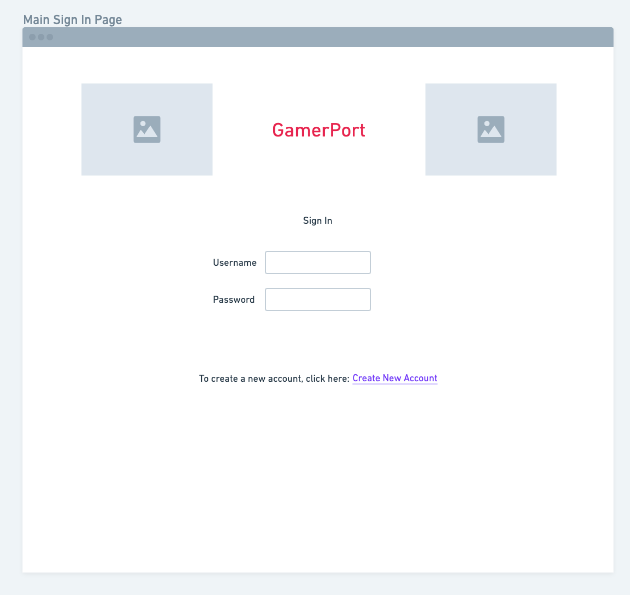 Main Sign In Page
GamerPort
Sign In
Username
Password
To create a new account, click here: Create New Account